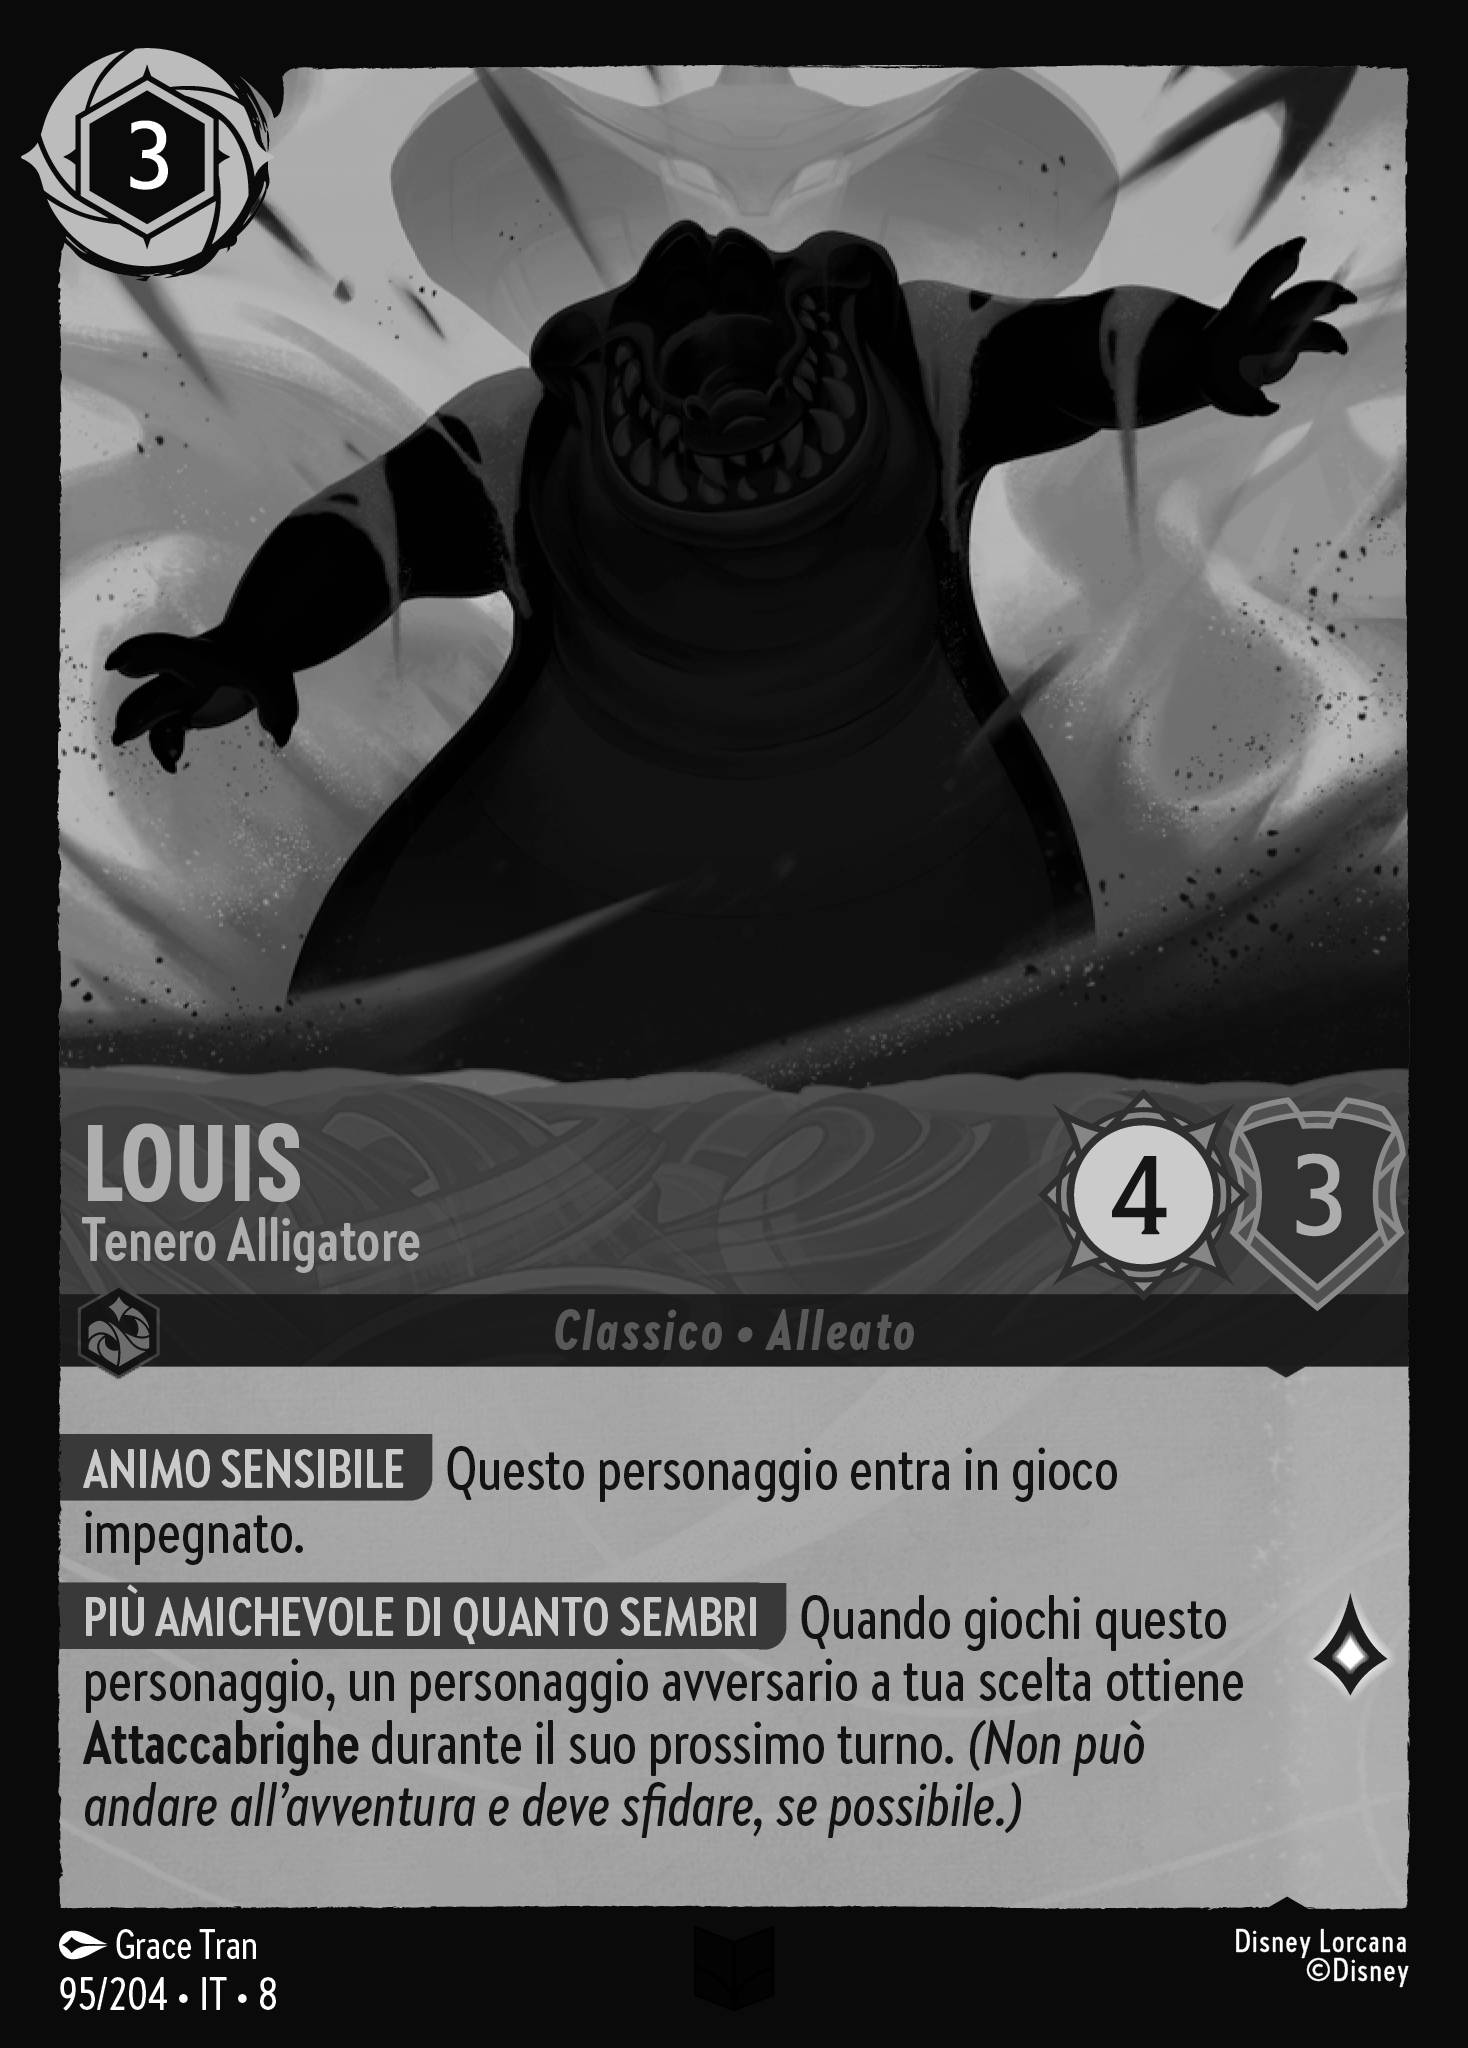 3
LOUIS
Tenero Alligatore
4
3
Classico • Alleato
ANIMO SENSIBILE Questo personaggio entra in gioco
impegnato.
PIÙ AMICHEVOLE DI QUANTO SEMBRI Quando giochi questo
personaggio, un personaggio avversario a tua scelta ottiene
Attaccabrighe durante il suo prossimo turno. (Non può
andare all’avventura e deve sfidare, se possibile.)
Grace Tran
95/204 • IT • 8
Disney Lorcana
©Disney